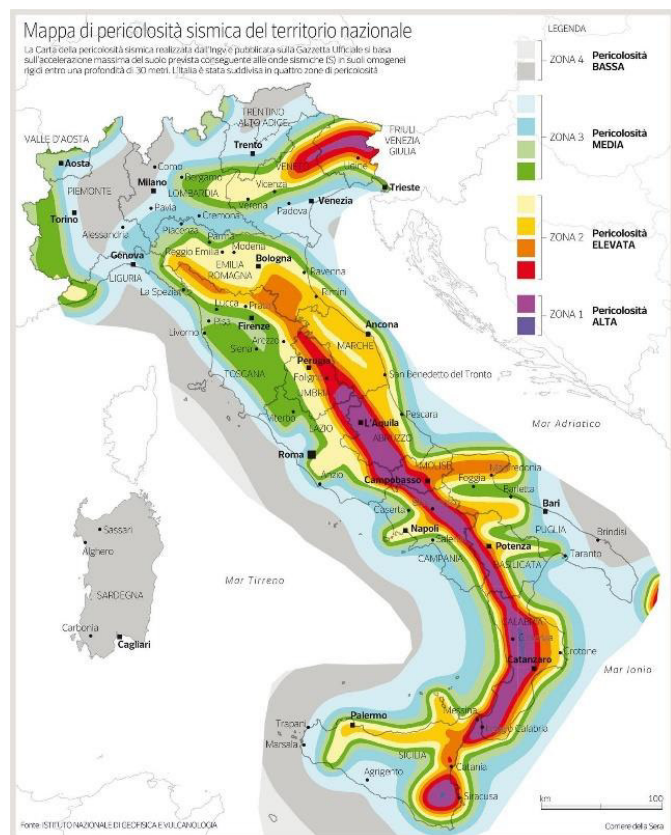 Mappa di pericolosità sismica del territorio nazionale
La Carta della pericolosità sismica realizzata dall'Ingv e pubblicata sulla Gazzetta Ufficiale si basa
sull'accelerazione massima del suolo prevista conseguente alle onde sismiche (S) in suoli omogenei
rigidi entro una profondità di 30 metri. L'Italia è stata suddivisa in quattro zone di pericolosità
LEGENDA
ZONA 4 Pericolosità
BASSA
ZONA 3 Pericolosità
MEDIA
ZONA 2 Pericolosità
ELEVATA
ZONA 1 Pericolosità
ALTA
TRENTINO
ALTO ADIGE
FRIULI
VENEZIA
GIULIA
VALLE D'AOSTA
Trento
Aosta
Udine
Como
VENETO
Bergamo
Trieste
PIEMONTE
Milano
LOMBARDIA
Vicenza
Verona
Venezia
Torino
Pavia
Cremona
Padova
Piacenza
Alessandria
Parma
Modena
Reggio Emilia
Genova
EMILIA
ROMAGNA
Bologna
LIGURIA
Ravenna
La Spezia
Rimini
Lucca
Prato
Pisa
Firenze
Ancona
Livorno
Arezzo
MARCHE
Siena
Perugia
TOSCANA
Foligno
San Benedetto del Tronto
UMBRIA
Viterbo
Pescara
LAZIO
L'Aquila
ABRUZZO
Mar Adriatico
Roma
MOLISE
Anzio
Campobasso
Manfredonia
Foggia
Barletta
Caserta
Bari
Napoli
PUGLIA
Salerno
Brindisi
Potenza
CAMPANIA
Taranto
BASILICATA
Sassari
Alghero
Mar Tirreno
SARDEGNA
Carbonia
Cagliari
CALABRIA
Cosenza
Crotone
Catanzaro
Mar Ionio
Messina
Palermo
Reggio Calabria
Trapani
Marsala
SICILIA
Catania
Agrigento
Siracusa
km 100
Fonte: ISTITUTO NAZIONALE DI GEOFISICA E VULCANOLOGIA
Corriere della Sera